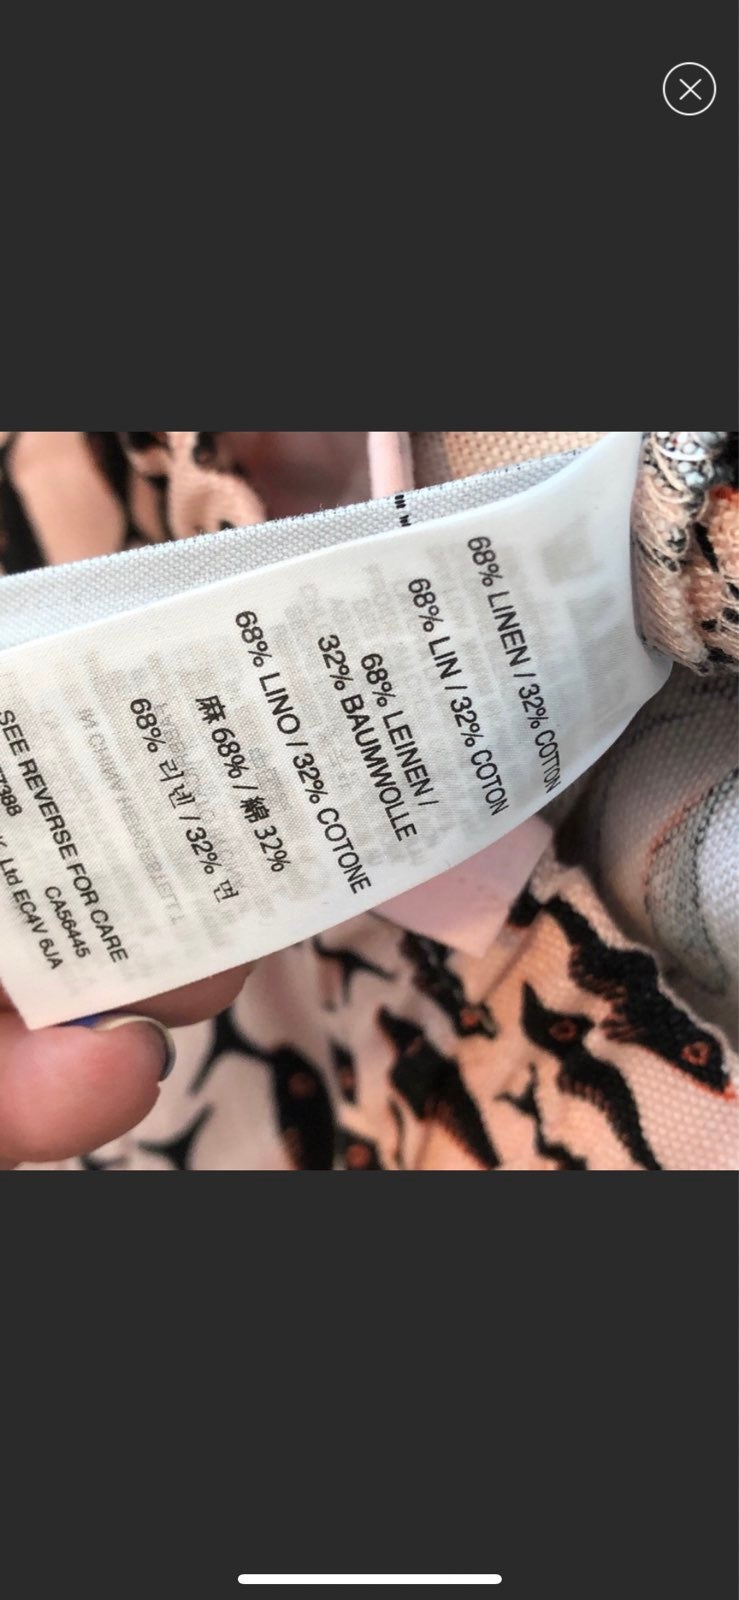 68% LINEN / 32% COTTON
68% LIN / 32% COTON
68% LEINEN /
32% BAUMWOLLE
68% LINO / 32% COTONE
麻 68% / 綿 32%
68% 리넨 / 32% 면
SEE REVERSE FOR CARE
CA56445
Ltd EC4V 6JA